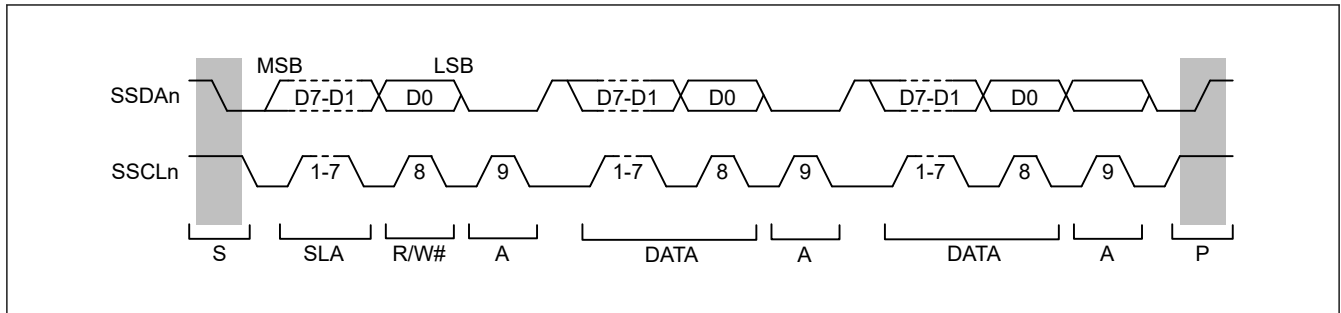 MSB LSB
SSDAn D7-D1 D0 D7-D1 D0 D7-D1 D0
SSCLn 1-7 8 9 1-7 8 9 1-7 8 9
S SLA R/W# A DATA A DATA A P